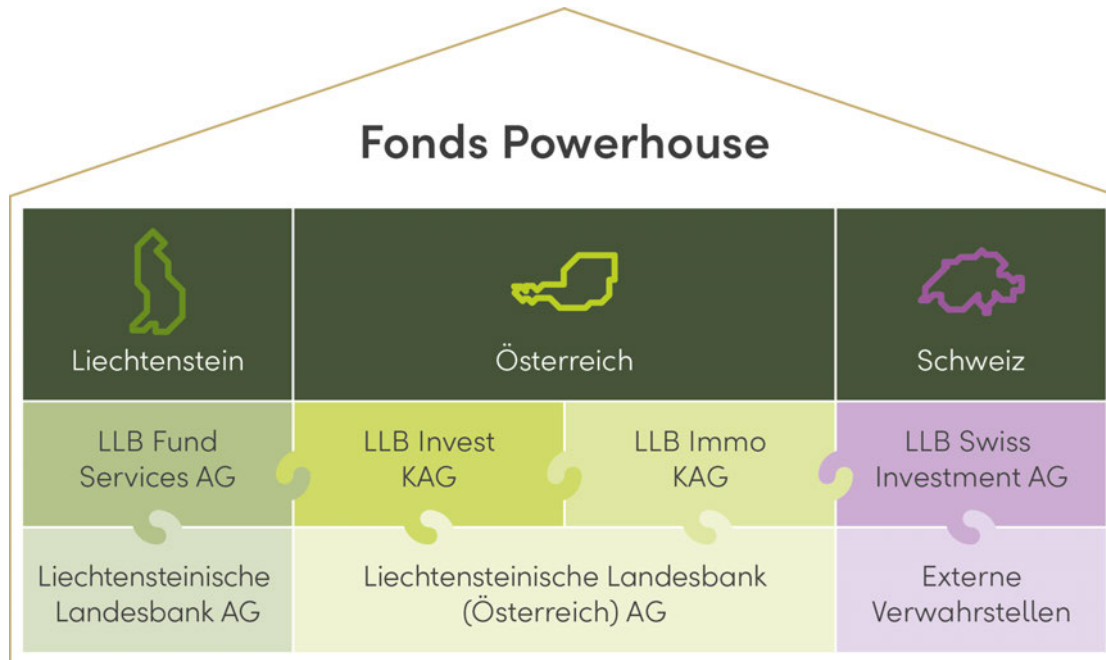 Fonds Powerhouse
Liechtenstein
Österreich
Schweiz
LLB Fund
Services AG
LLB Invest
KAG
LLB Immo
KAG
LLB Swiss
Investment AG
Liechtensteinische
Landesbank AG
Liechtensteinische Landesbank
(Österreich) AG
Externe
Verwahrstellen